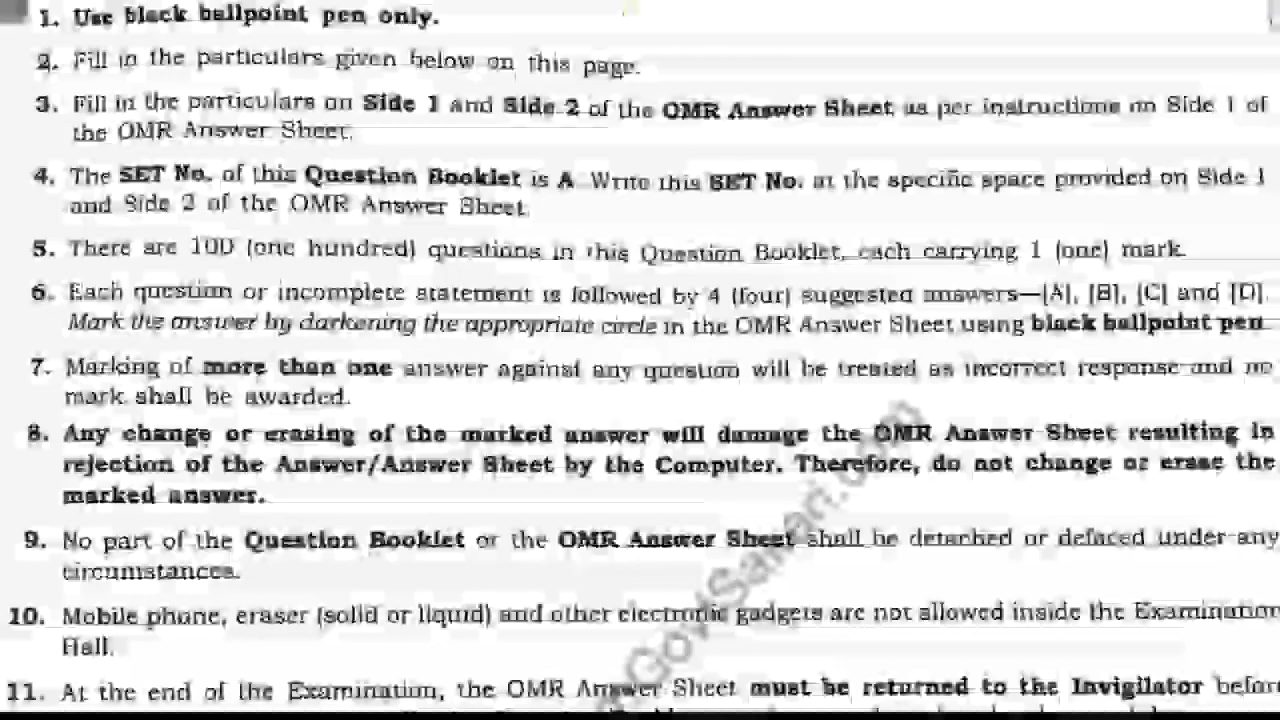 1. Use black ballpoint pen only.
2. Fill in the particulars given below on this page.
3. Fill in the particulars on Side 1 and Side 2 of the OMR Answer Sheet as per instructions on Side 1 of
the OMR Answer Sheet.
4. The SET No. of this Question Booklet is A. Write this SET No. at the specific space provided on Side 1
and Side 2 of the OMR Answer Sheet.
5. There are 100 (one hundred) questions in this Question Booklet, each carrying 1 (one) mark.
6. Each question or incomplete statement is followed by 4 (four) suggested answers—[A], [B], [C] and [D].
Mark the answer by darkening the appropriate circle in the OMR Answer Sheet using black ballpoint pen.
7. Marking of more than one answer against any question will be treated as incorrect response and no
mark shall be awarded.
8. Any change or erasing of the marked answer will damage the OMR Answer Sheet resulting in
rejection of the Answer/Answer Sheet by the Computer. Therefore, do not change or erase the
marked answer.
9. No part of the Question Booklet or the OMR Answer Sheet shall be detached or defaced under any
circumstances.
10. Mobile phone, eraser (solid or liquid) and other electronic gadgets are not allowed inside the Examination
Hall.
11. At the end of the Examination, the OMR Answer Sheet must be returned to the Invigilator before